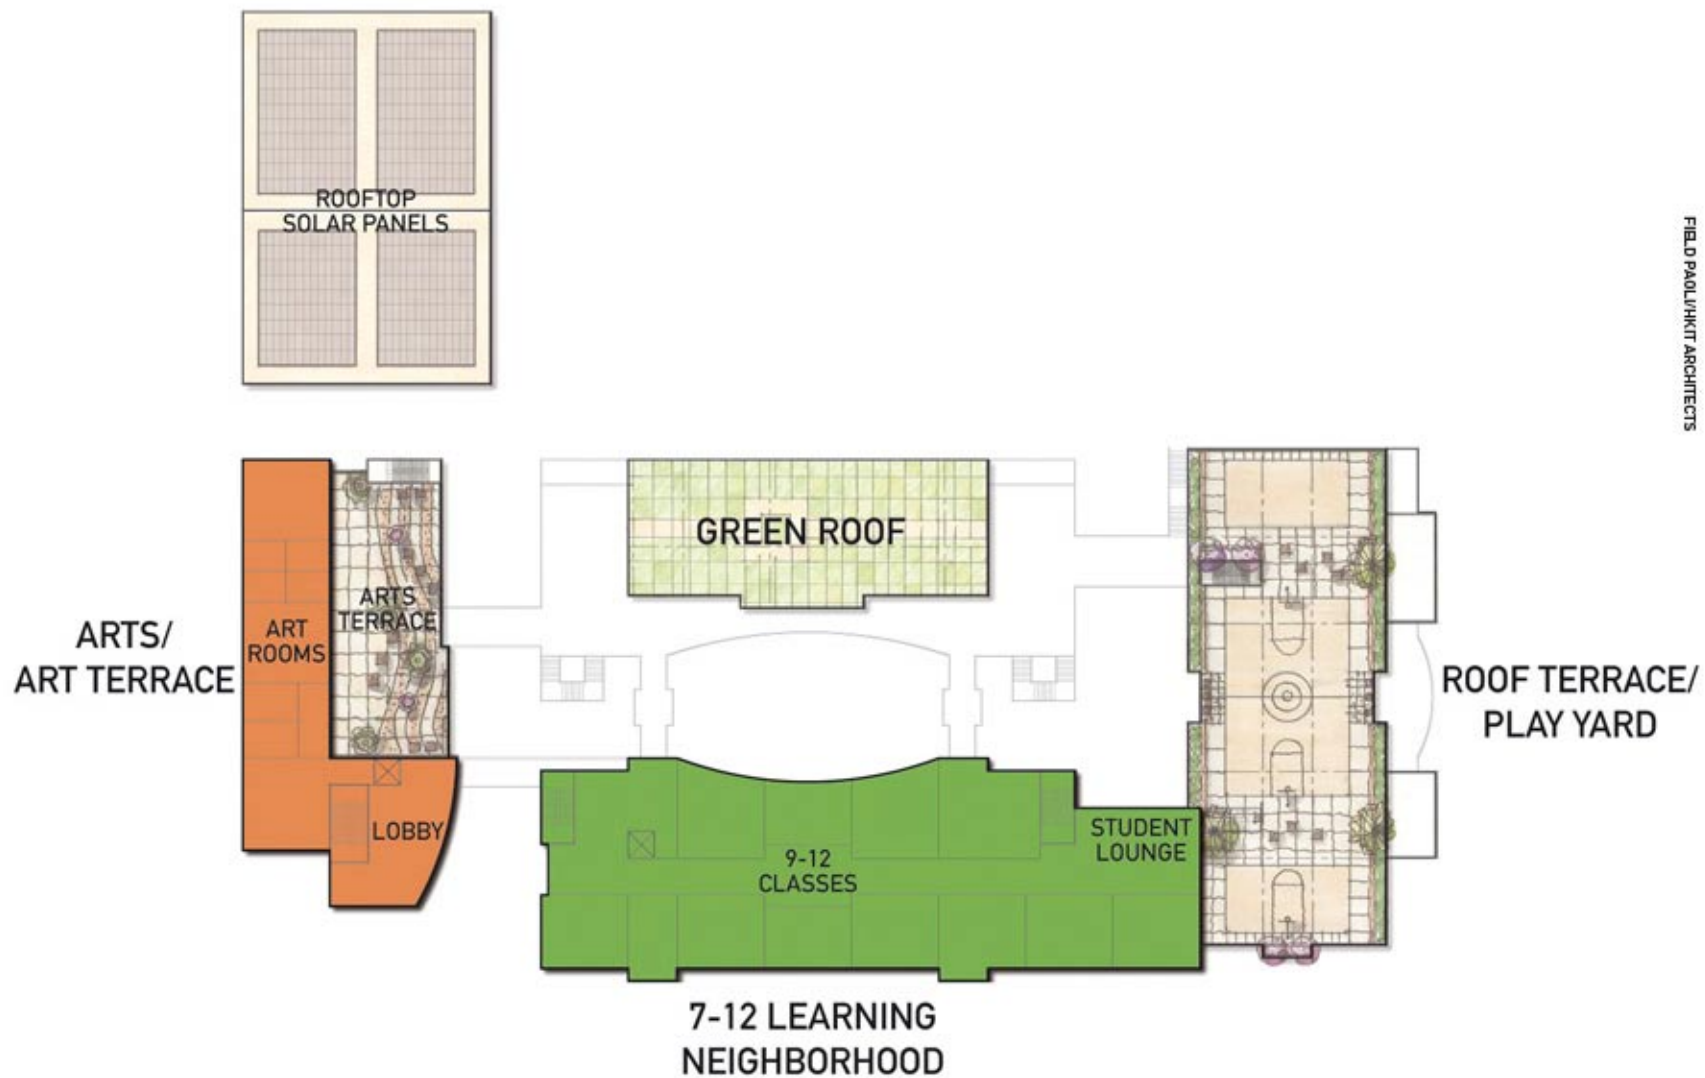 ROOFTOP
SOLAR PANELS
FIELD PAOLI/HKIT ARCHITECTS
GREEN ROOF
ARTS/
ART TERRACE
ART
ROOMS
ARTS
TERRACE
ROOF TERRACE/
PLAY YARD
LOBBY
9-12
CLASSES
STUDENT
LOUNGE
7-12 LEARNING
NEIGHBORHOOD